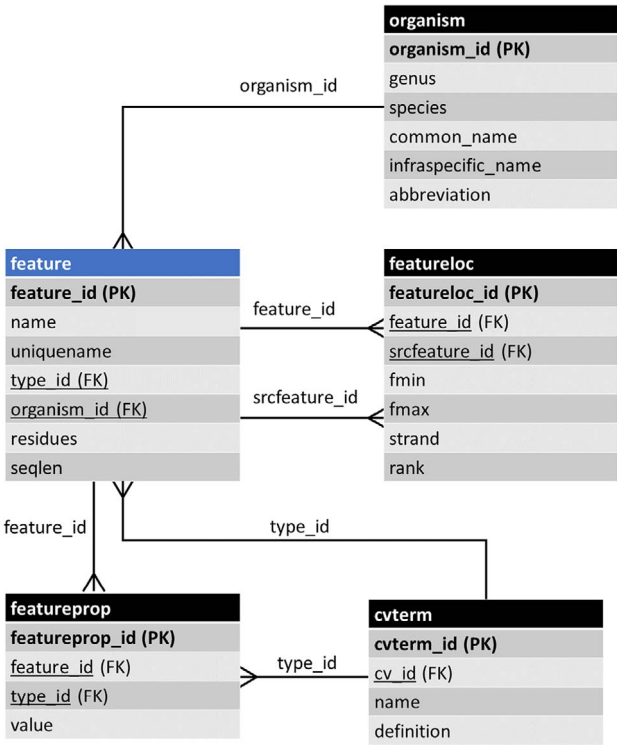 organism
organism_id (PK)
genus
species
common_name
infraspecific_name
abbreviation
organism_id
feature
feature_id (PK)
name
uniquename
type_id (FK)
organism_id (FK)
residues
seqlen
feature_id
srcfeature_id
featureloc
featureloc_id (PK)
feature_id (FK)
srcfeature_id (FK)
fmin
fmax
strand
rank
feature_id
type_id
featureprop
featureprop_id (PK)
feature_id (FK)
type_id (FK)
value
type_id
cvterm
cvterm_id (PK)
cv_id (FK)
name
definition